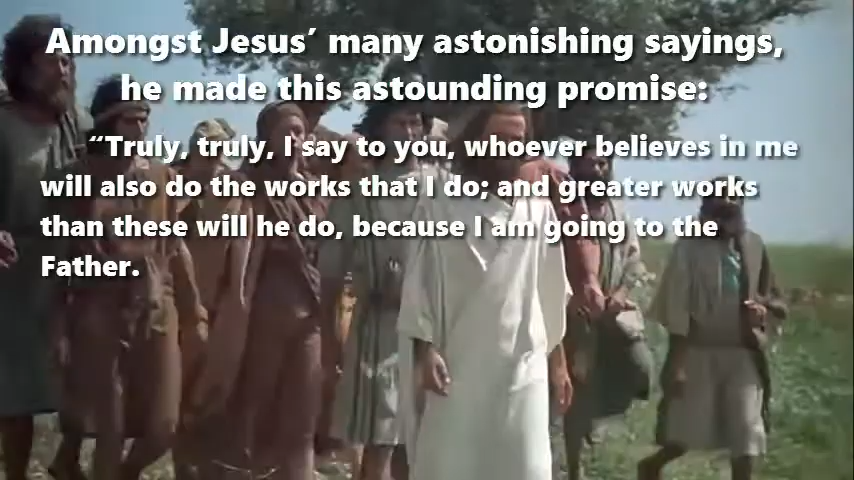 Amongst Jesus´ many astonishing sayings,
he made this astounding promise:
“Truly, truly, I say to you, whoever believes in me
will also do the works that I do; and greater works
than these will he do, because I am going to the
Father.